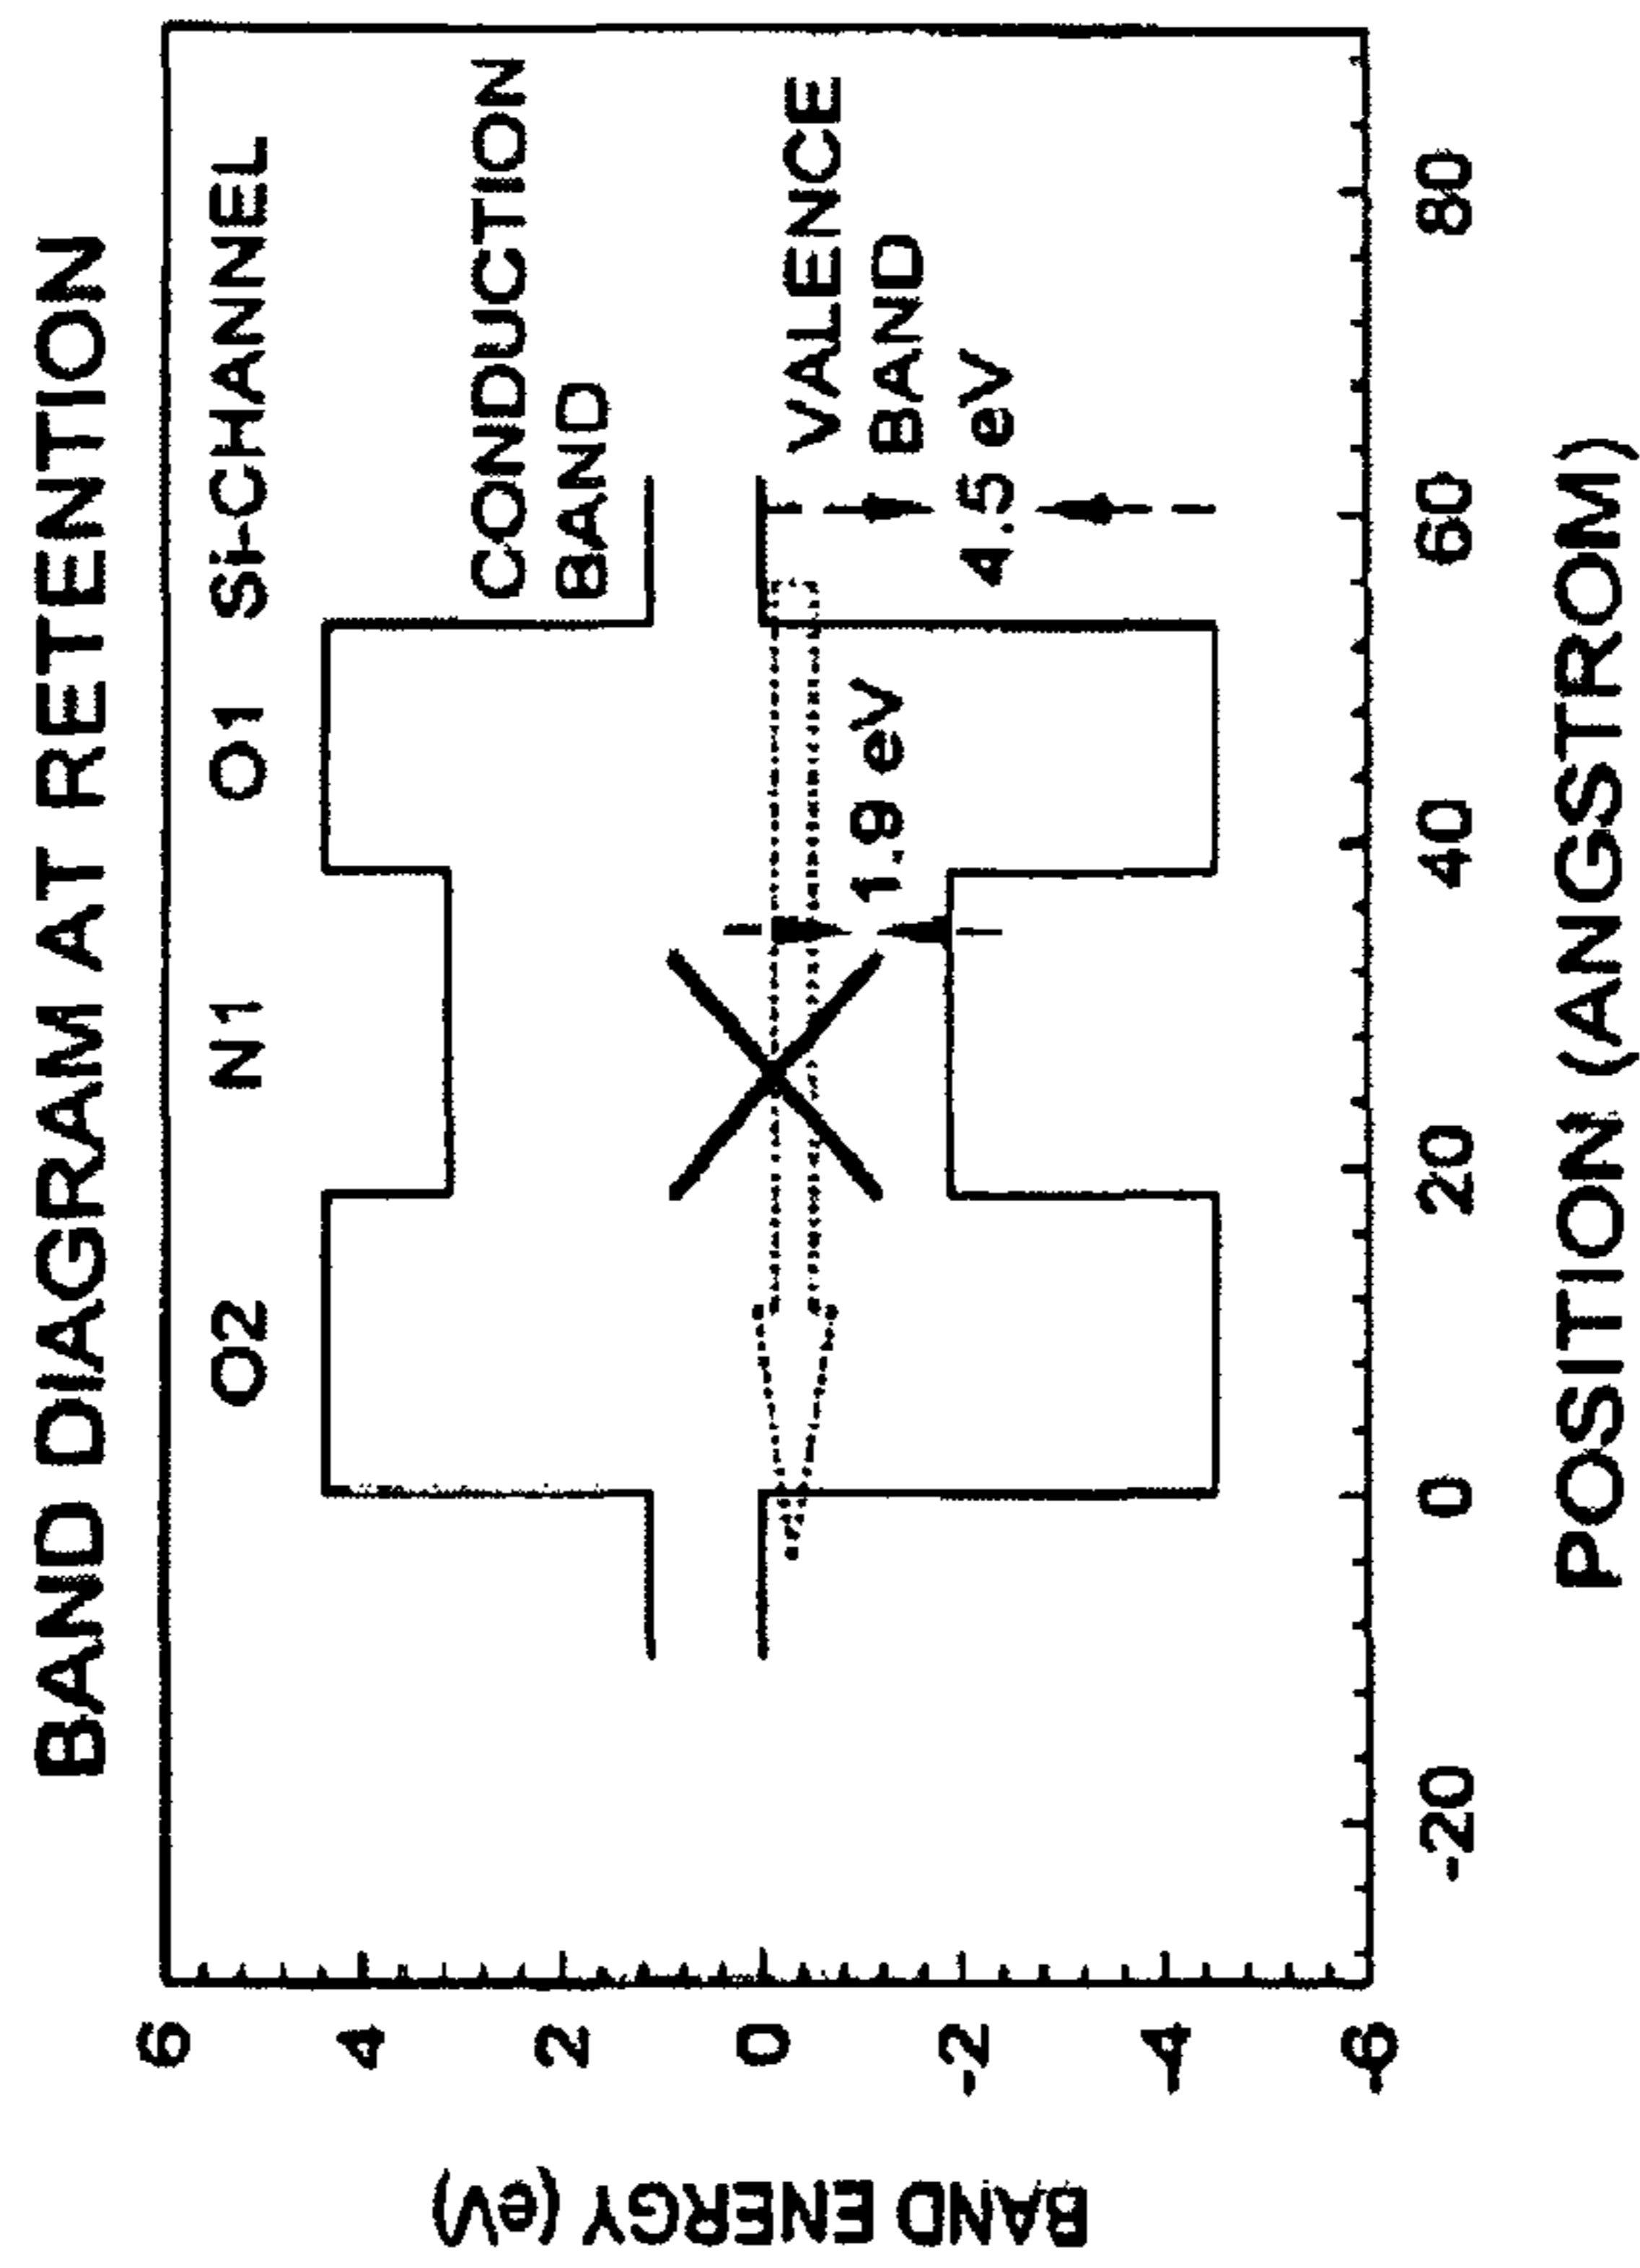 BAND DIAGRAM AT RETENTION
O2 N1 O1 Si-CHANNEL
CONDUCTION
BAND
VALENCE
BAND
1.9 eV
4.5 eV
6
4
2
0
-2
-4
-6
BAND ENERGY (eV)
-20 0 20 40 60 80
POSITION (ANGSTROM)